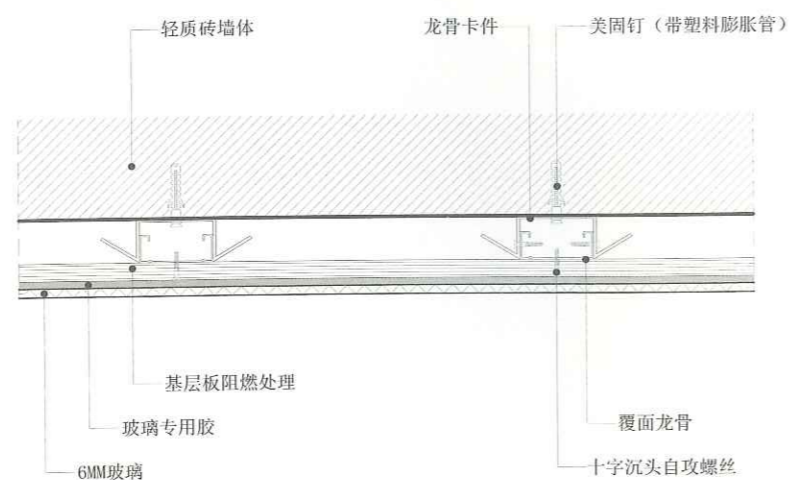 轻质砖墙体
龙骨卡件
美固钉（带塑料膨胀管）
基层板阻燃处理
玻璃专用胶
覆面龙骨
6MM玻璃
十字沉头自攻螺丝